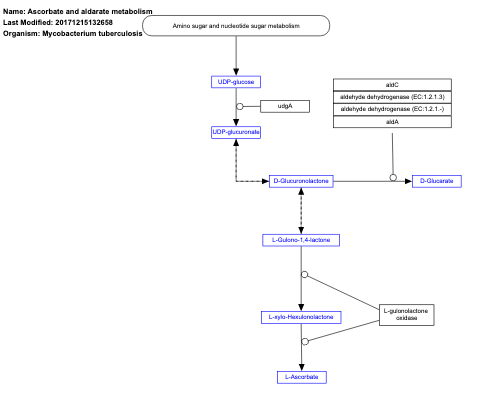 Name: Ascorbate and aldarate metabolism
Last Modified: 20171215132658
Organism: Mycobacterium tuberculosis
Amino sugar and nucleotide sugar metabolism
UDP-glucose
aldC
aldehyde dehydrogenase (EC:1.2.1.3)
aldehyde dehydrogenase (EC:1.2.1.-)
aldA
udgA
UDP-glucuronate
D-Glucuronolactone
D-Glucarate
L-Gulono-1,4-lactone
L-gulonolactone
oxidase
L-xylo-Hexulonolactone
L-Ascorbate